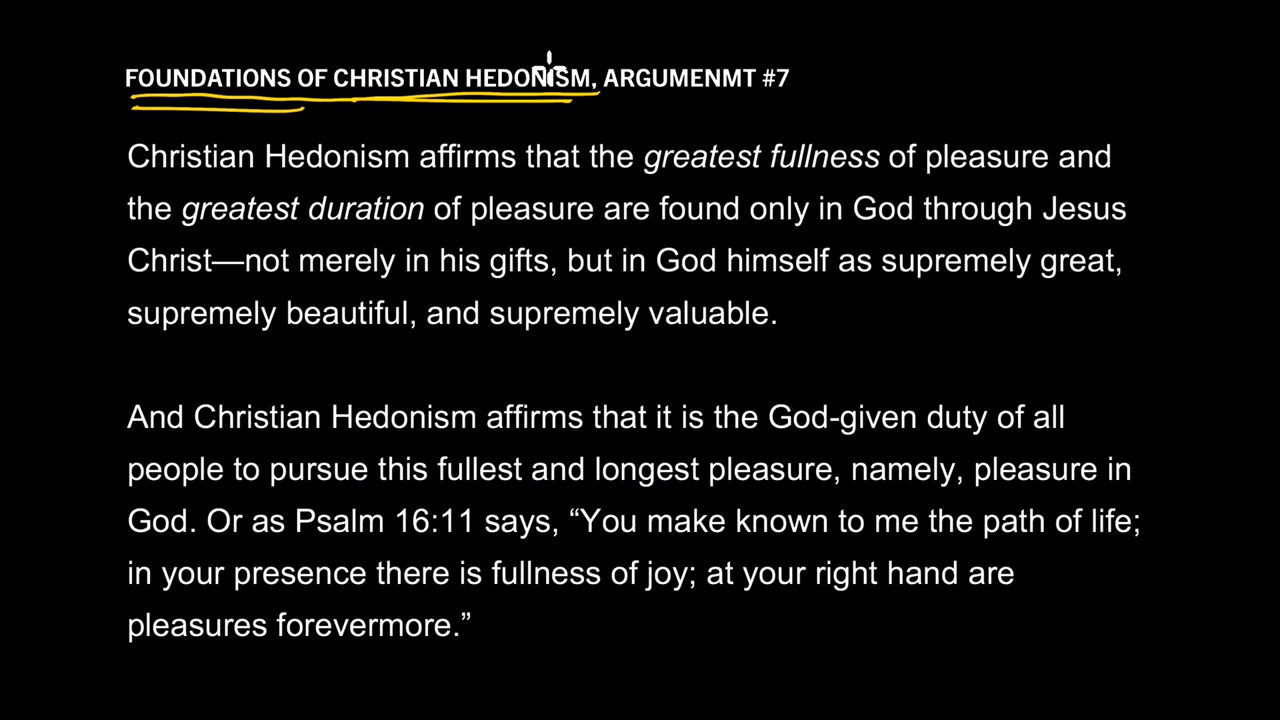 FOUNDATIONS OF CHRISTIAN HEDONISM, ARGUMENMT #7
Christian Hedonism affirms that the greatest fullness of pleasure and
the greatest duration of pleasure are found only in God through Jesus
Christ—not merely in his gifts, but in God himself as supremely great,
supremely beautiful, and supremely valuable.
And Christian Hedonism affirms that it is the God-given duty of all
people to pursue this fullest and longest pleasure, namely, pleasure in
God. Or as Psalm 16:11 says, “You make known to me the path of life;
in your presence there is fullness of joy; at your right hand are
pleasures forevermore.”